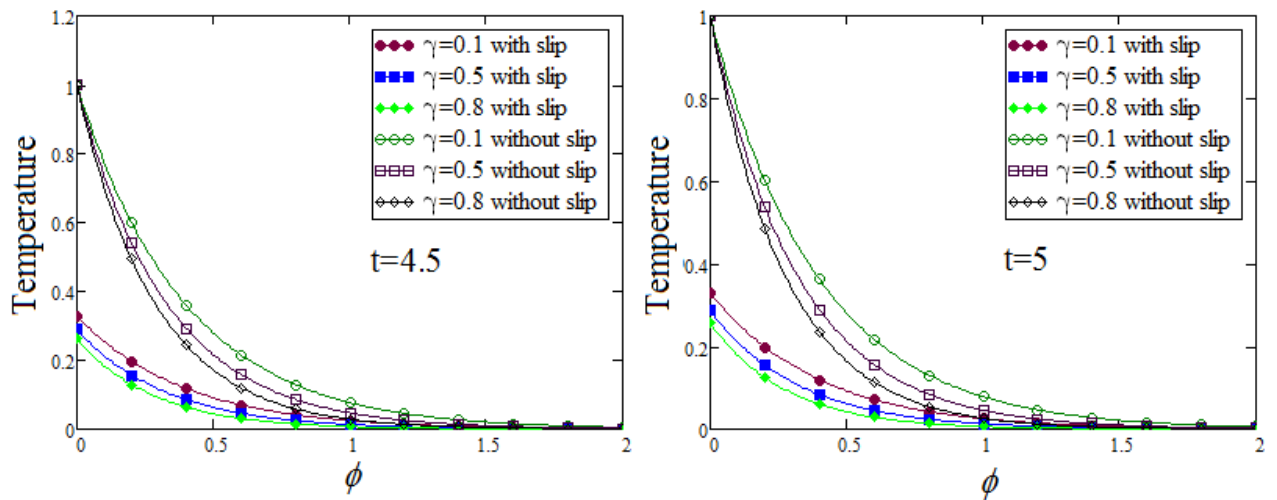 1.2
1
0.8
0.6
0.4
0.2
0
Temperature
γ=0.1 with slip
γ=0.5 with slip
γ=0.8 with slip
γ=0.1 without slip
γ=0.5 without slip
γ=0.8 without slip
t=4.5
0 0.5 1 1.5 2
ϕ
1
0.8
0.6
0.4
0.2
0
Temperature
γ=0.1 with slip
γ=0.5 with slip
γ=0.8 with slip
γ=0.1 without slip
γ=0.5 without slip
γ=0.8 without slip
t=5
0 0.5 1 1.5 2
ϕ